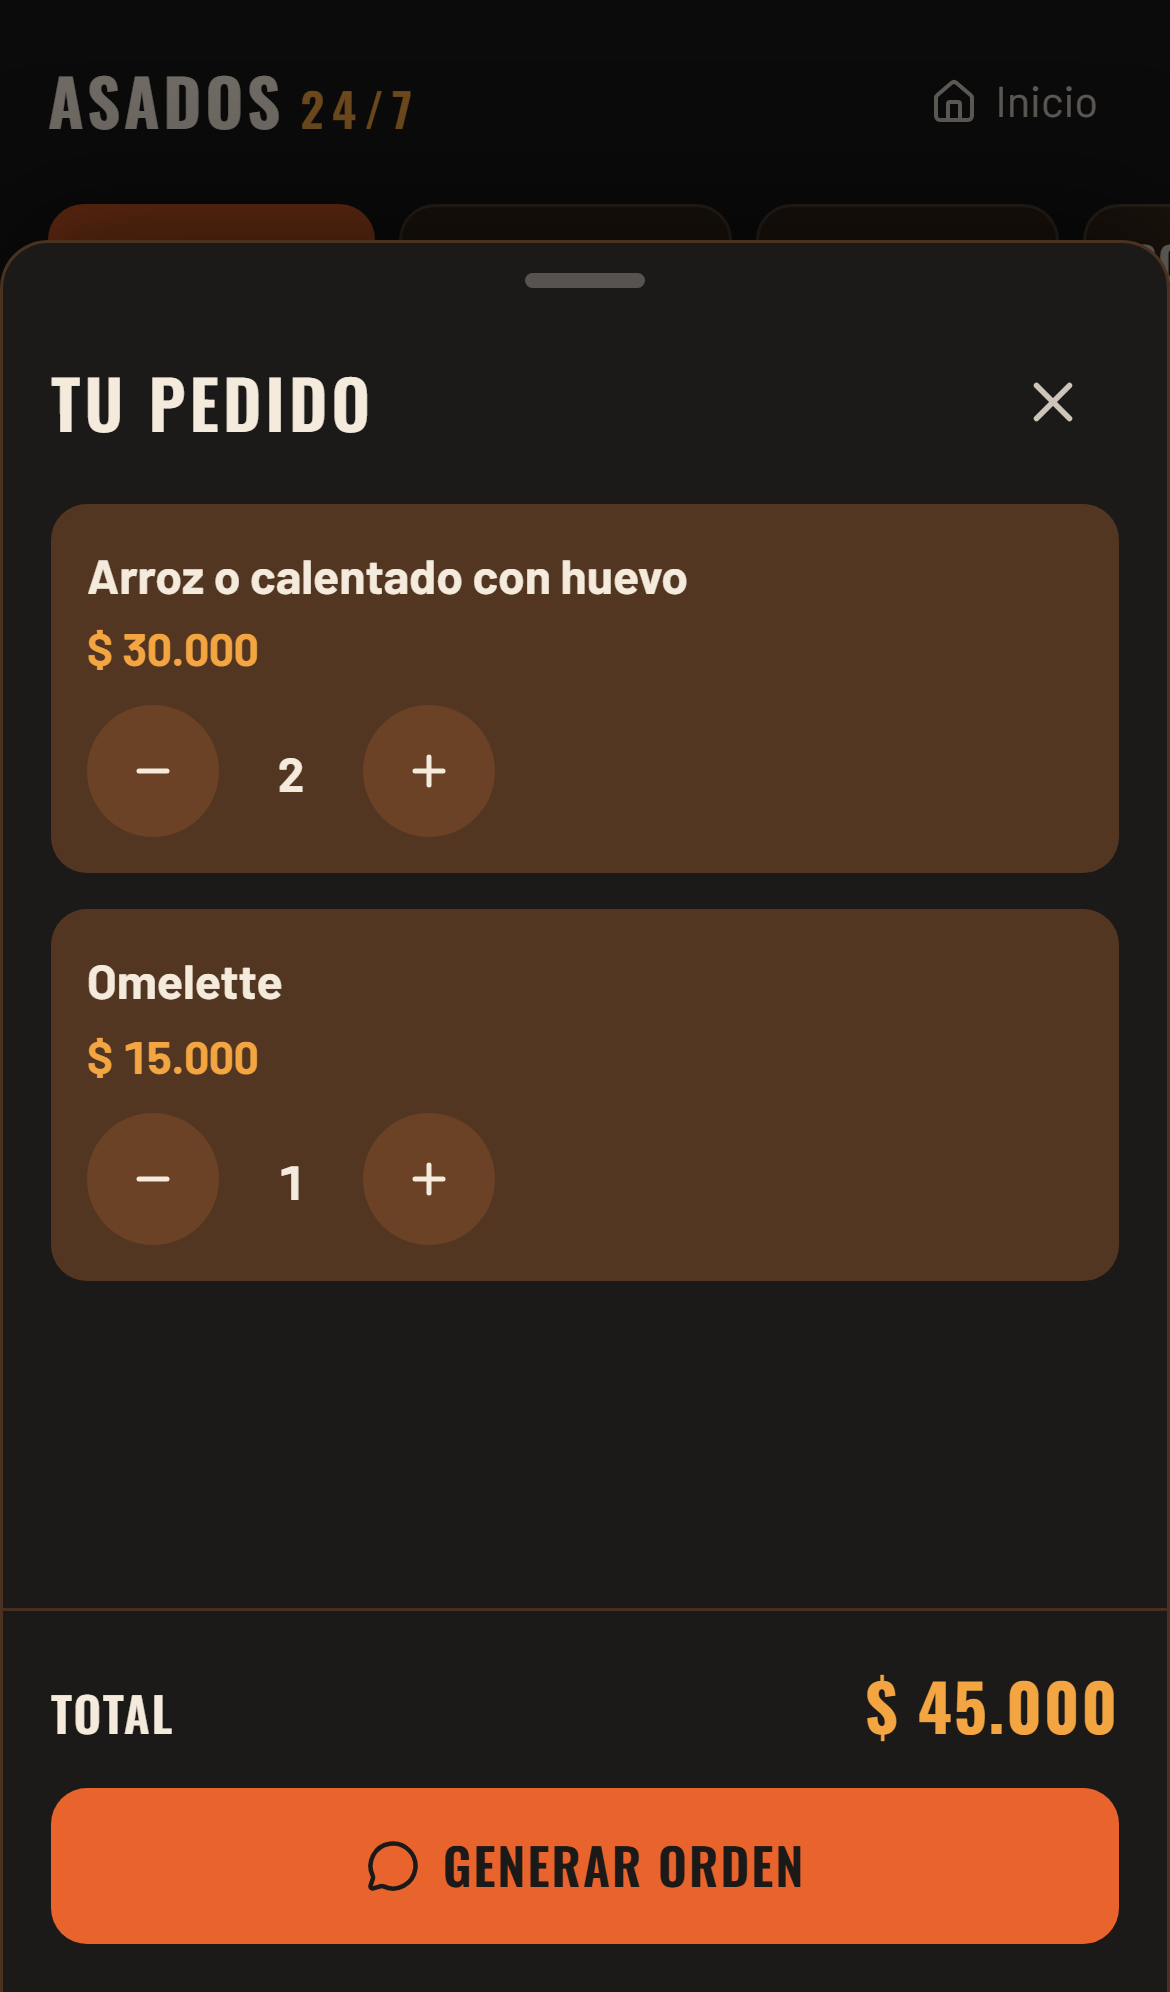 ASADOS 24/7
Inicio
TU PEDIDO
Arroz o calentado con huevo
$ 30.000
2
Omelette
$ 15.000
1
TOTAL
$ 45.000
GENERAR ORDEN